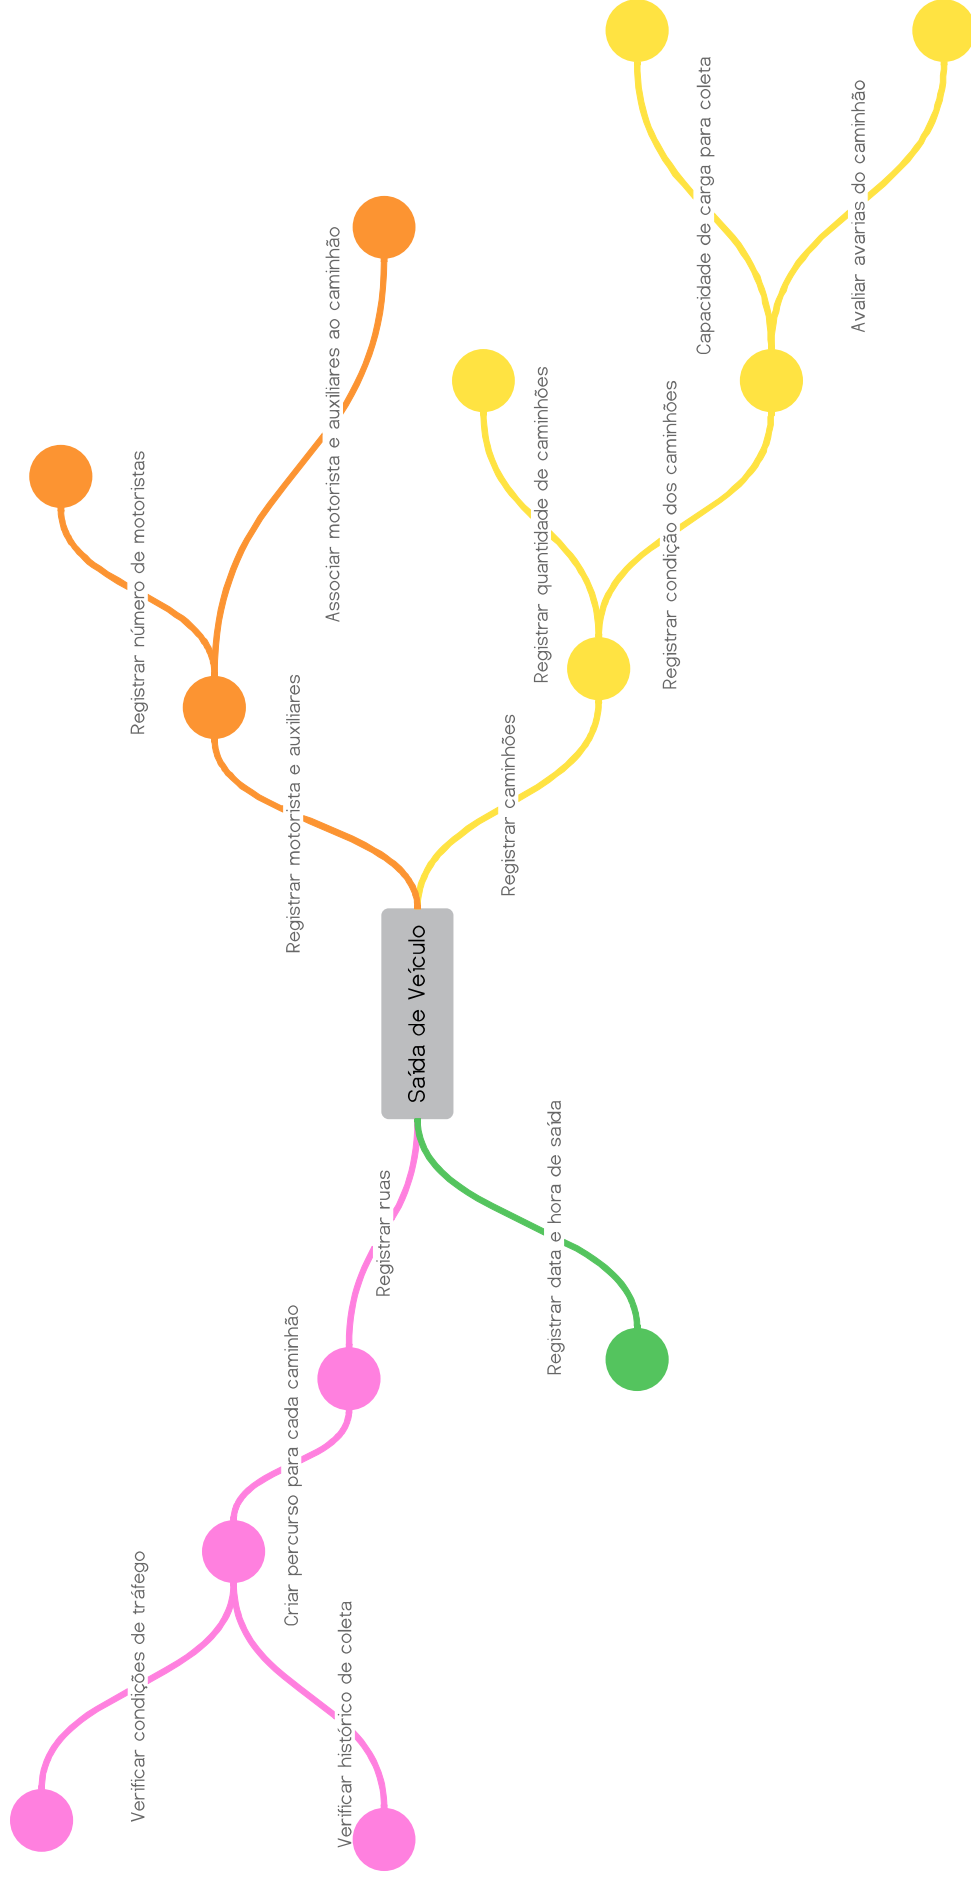 Verificar condições de tráfego
Registrar número de motoristas
Criar percurso para cada caminhão
Registrar motorista e auxiliares
Verificar histórico de coleta
Associar motorista e auxiliares ao caminhão
Registrar ruas
Saída de Veículo
Registrar caminhões
Registrar data e hora de saída
Registrar quantidade de caminhões
Registrar condição dos caminhões
Capacidade de carga para coleta
Avaliar avarias do caminhão